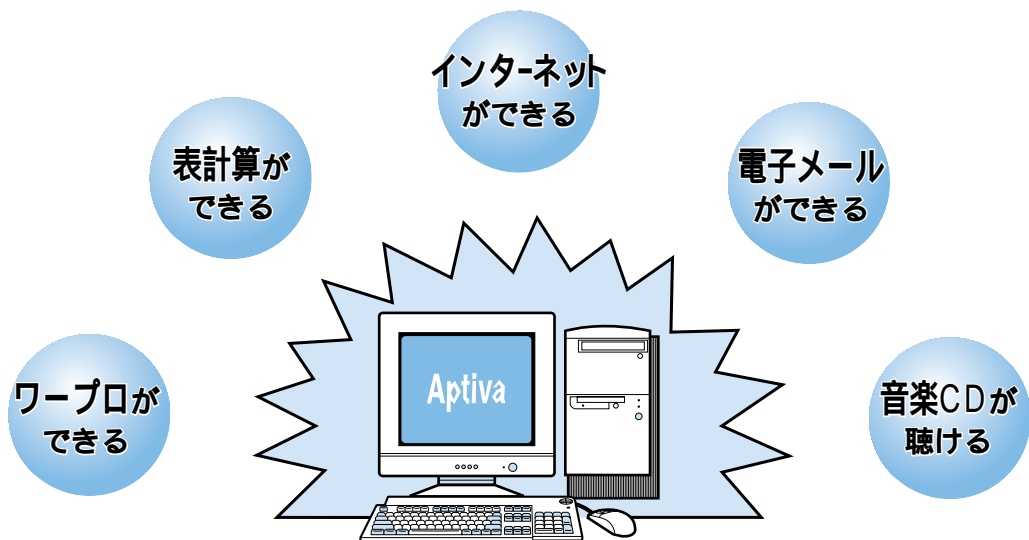 インターネット
ができる
表計算が
できる
電子メール
ができる
ワープロが
できる
Aptiva
音楽CDが
聴ける